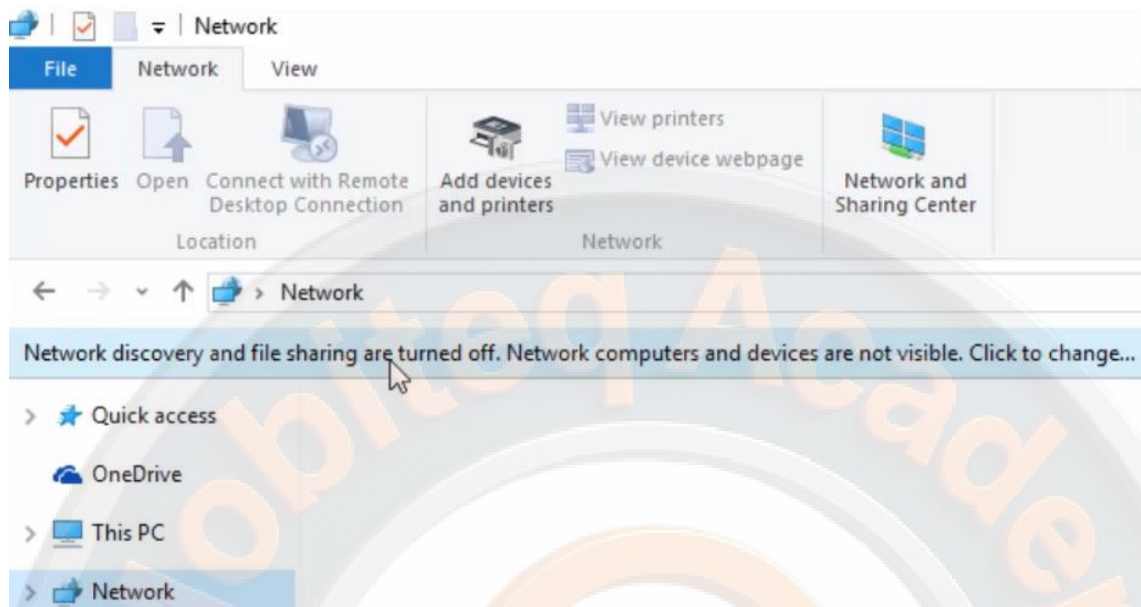 Network
File Network View
Properties Open Connect with Remote Desktop Connection
Location
Add devices and printers
View printers
View device webpage
Network
Network and Sharing Center
Network
Network discovery and file sharing are turned off. Network computers and devices are not visible. Click to change...
Quick access
OneDrive
This PC
Network
obiteq Acade